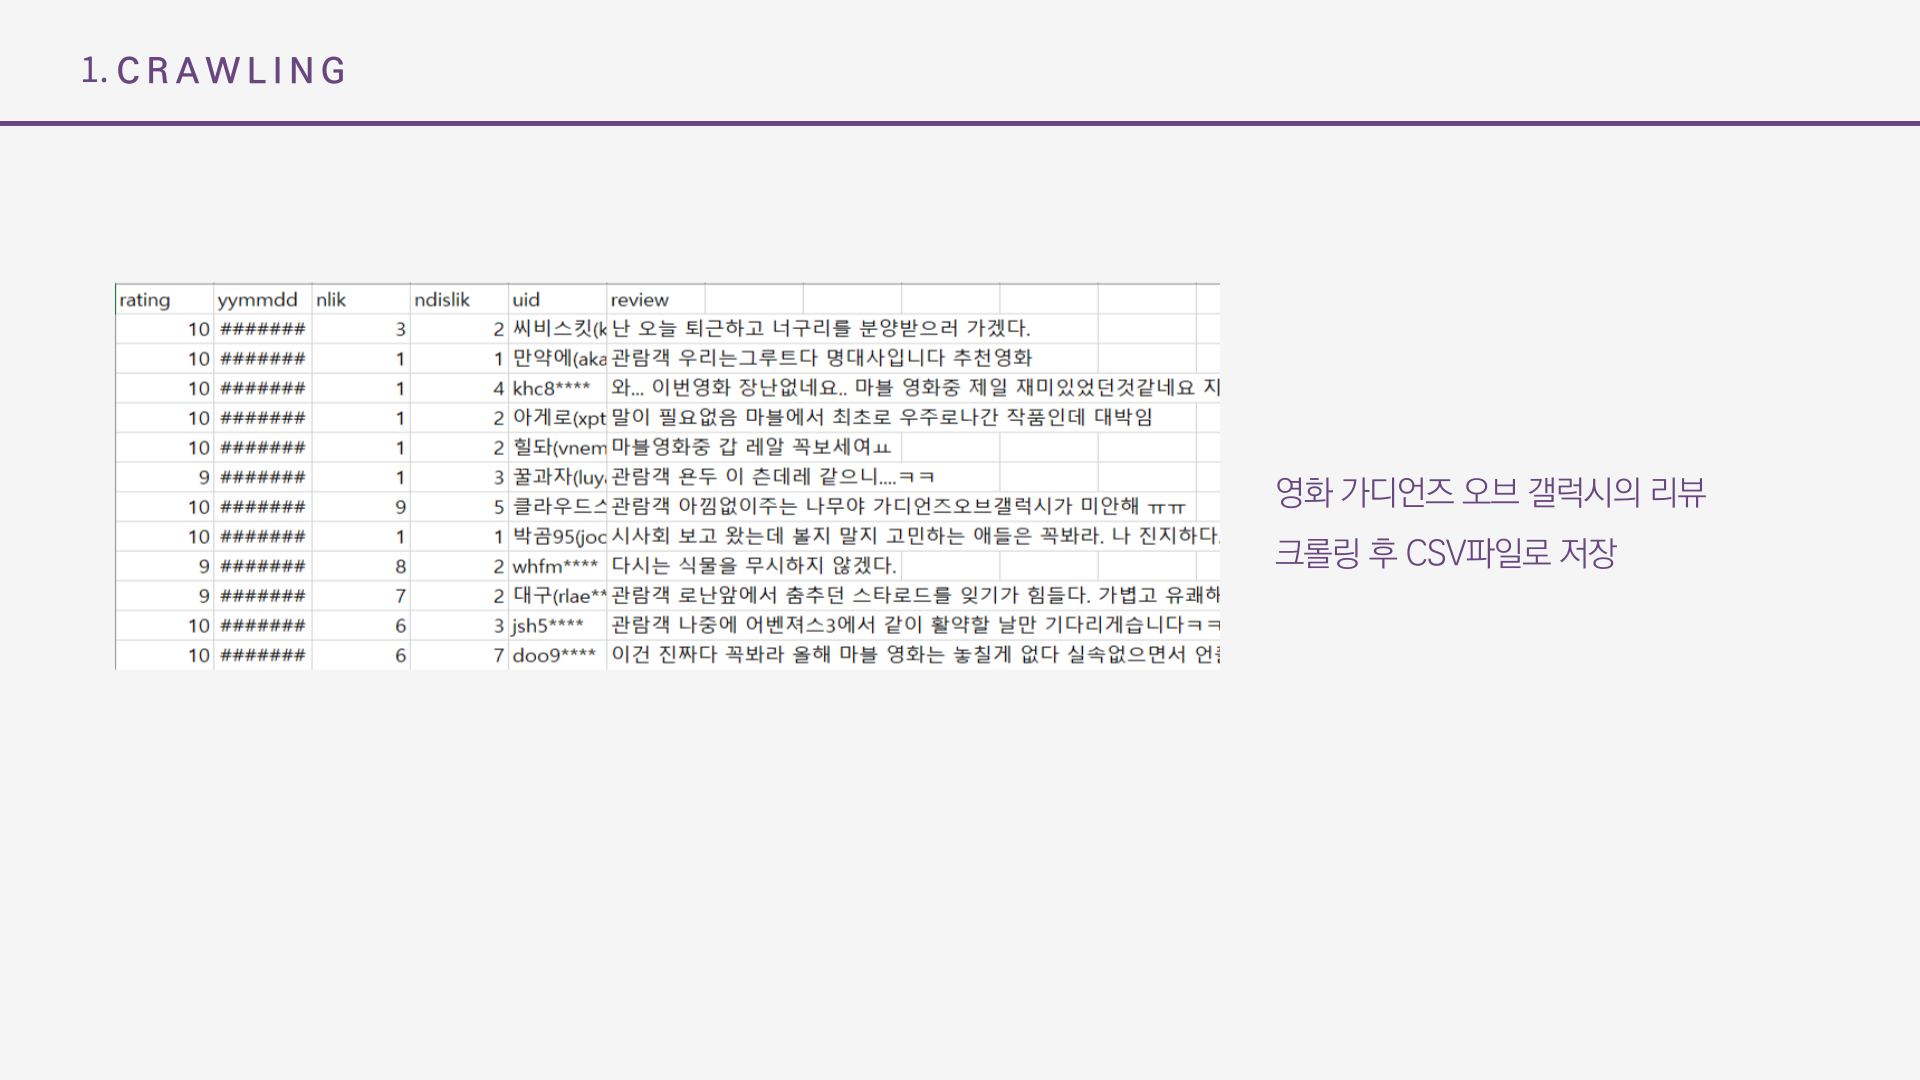 1. CRAWLING
rating yymmdd nlik ndislik uid review
10 ####### 3 2 씨비스킷(k 난 오늘 퇴근하고 너구리를 분양받으러 가겠다.
10 ####### 1 1 만약에(aka 관람객 우리는그루트다 명대사입니다 추천영화
10 ####### 1 4 khc8**** 와... 이번영화 장난없네요.. 마블 영화중 제일 재미있었던것같네요 지
10 ####### 1 2 아게로(xpt 말이 필요없음 마블에서 최초로 우주로나간 작품인데 대박임
10 ####### 1 2 힐돠(vnem 마블영화중 갑 레알 꼭보세여ㅛ
9 ####### 1 3 꿀과자(luy 관람객 욘두 이 츤데레 같으니....ㅋㅋ
10 ####### 9 5 클라우드스 관람객 아낌없이주는 나무야 가디언즈오브갤럭시가 미안해 ㅠㅠ
10 ####### 1 1 박곰95(joc 시사회 보고 왔는데 볼지 말지 고민하는 애들은 꼭봐라. 나 진지하다.
9 ####### 8 2 whfm**** 다시는 식물을 무시하지 않겠다.
9 ####### 7 2 대구(rlae** 관람객 로난앞에서 춤추던 스타로드를 잊기가 힘들다. 가볍고 유쾌해
10 ####### 6 3 jsh5**** 관람객 나중에 어벤져스3에서 같이 활약할 날만 기다리게습니다ㅋㅋ
10 ####### 6 7 doo9**** 이건 진짜다 꼭봐라 올해 마블 영화는 놓칠게 없다 실속없으면서 언
영화 가디언즈 오브 갤럭시의 리뷰
크롤링 후 CSV파일로 저장